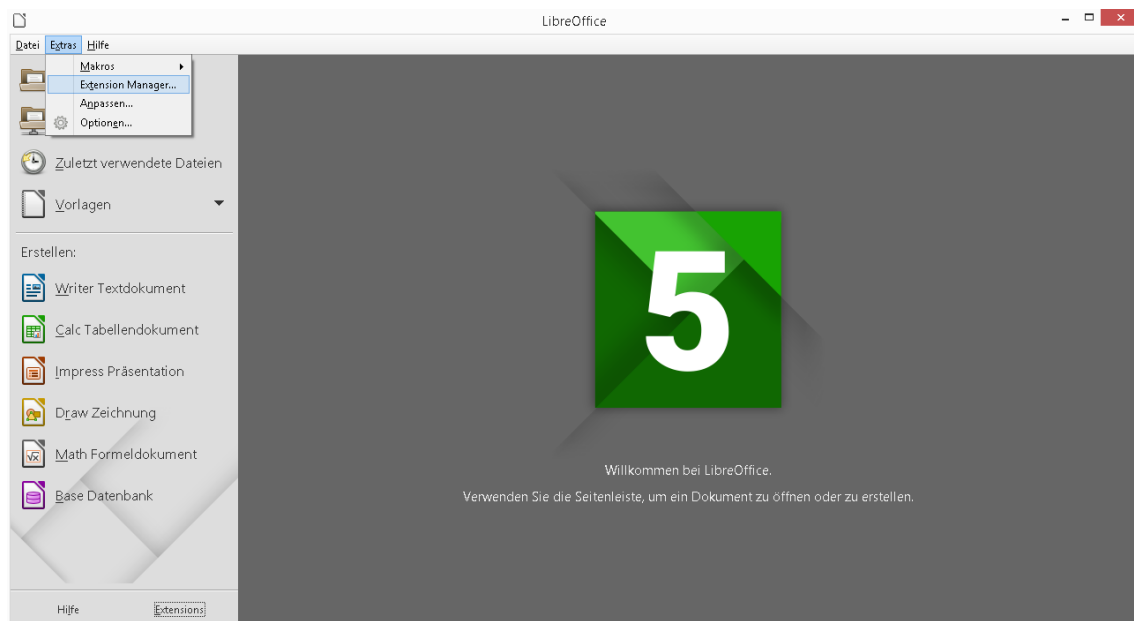 LibreOffice
Datei Extras Hilfe
Makros
Extension Manager...
Anpassen...
Optionen...
Zuletzt verwendete Dateien
Vorlagen
Erstellen:
Writer Textdokument
Calc Tabellendokument
Impress Präsentation
Draw Zeichnung
Math Formeldokument
Base Datenbank
Hilfe Extensions
5
Willkommen bei LibreOffice.
Verwenden Sie die Seitenleiste, um ein Dokument zu öffnen oder zu erstellen.